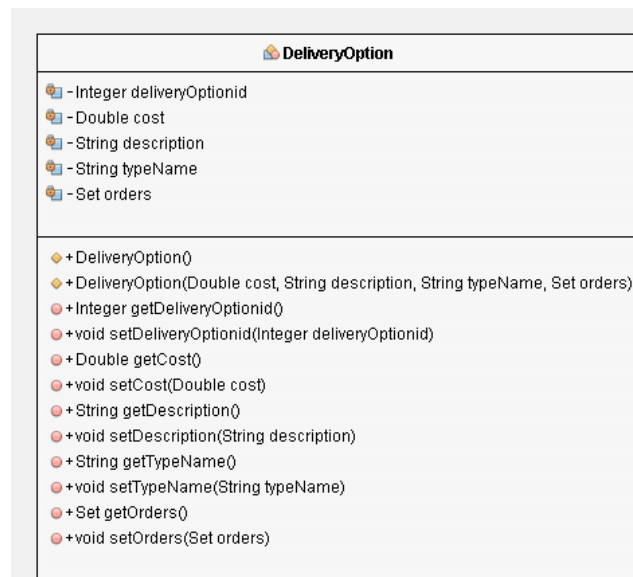 DeliveryOption
-Integer deliveryOptionid
-Double cost
-String description
-String typeName
-Set orders
+DeliveryOption()
+DeliveryOption(Double cost, String description, String typeName, Set orders)
+Integer getDeliveryOptionid()
+void setDeliveryOptionid(Integer deliveryOptionid)
+Double getCost()
+void setCost(Double cost)
+String getDescription()
+void setDescription(String description)
+String getTypeName()
+void setTypeName(String typeName)
+Set getOrders()
+void setOrders(Set orders)